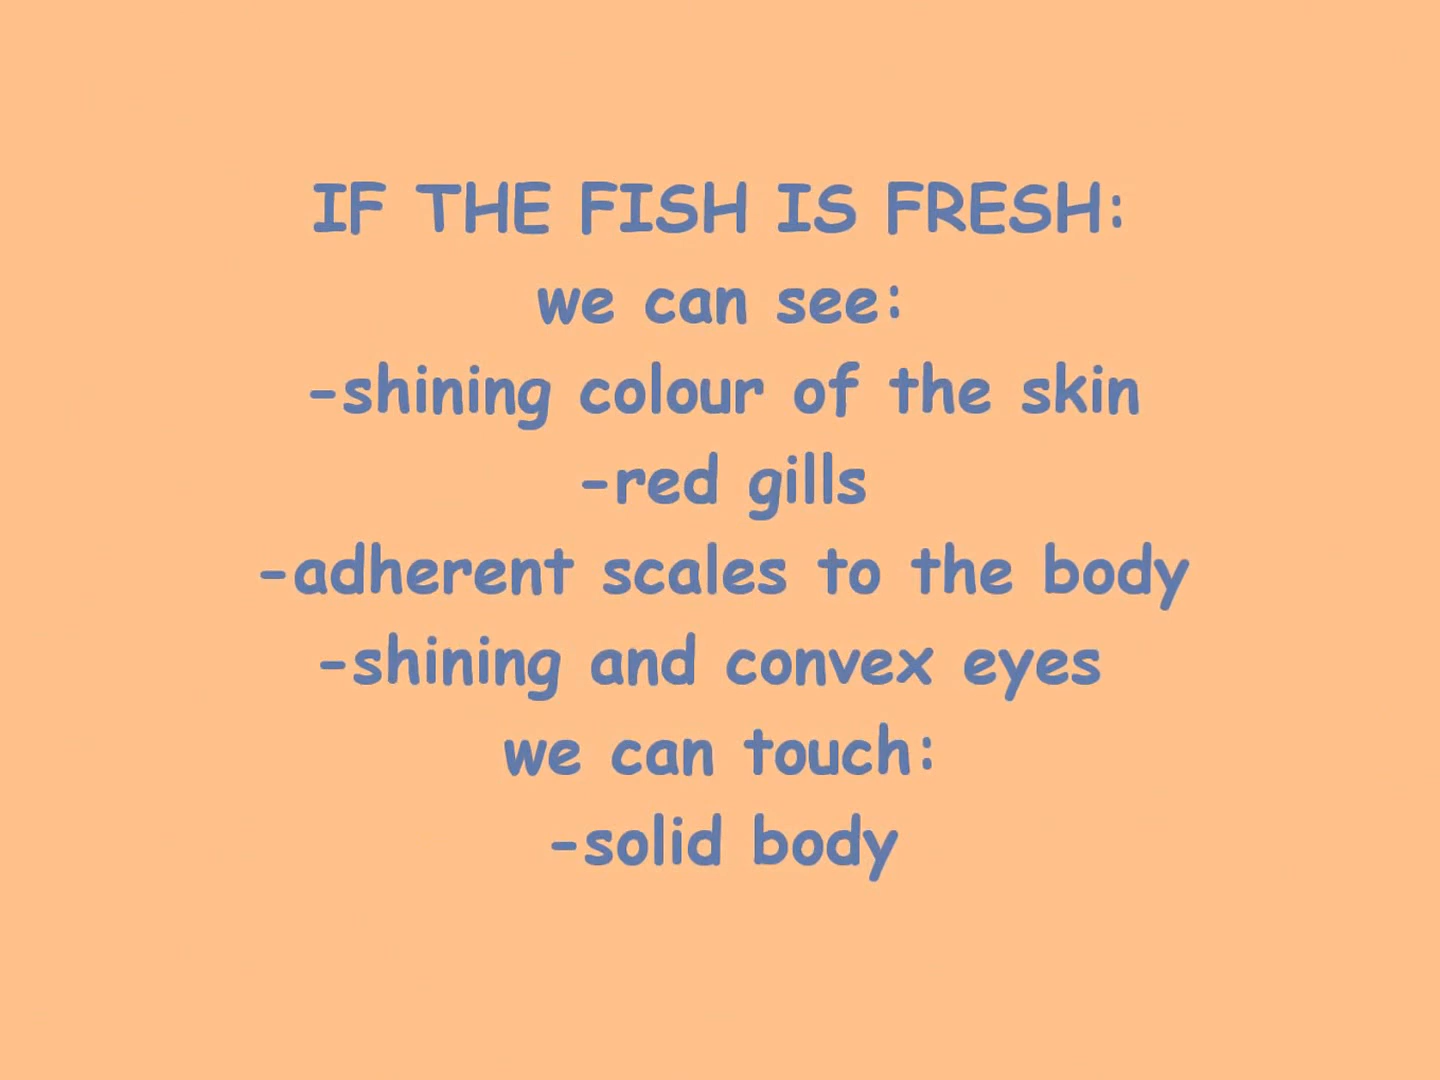 IF THE FISH IS FRESH:
we can see:
-shining colour of the skin
-red gills
-adherent scales to the body
-shining and convex eyes
we can touch:
-solid body